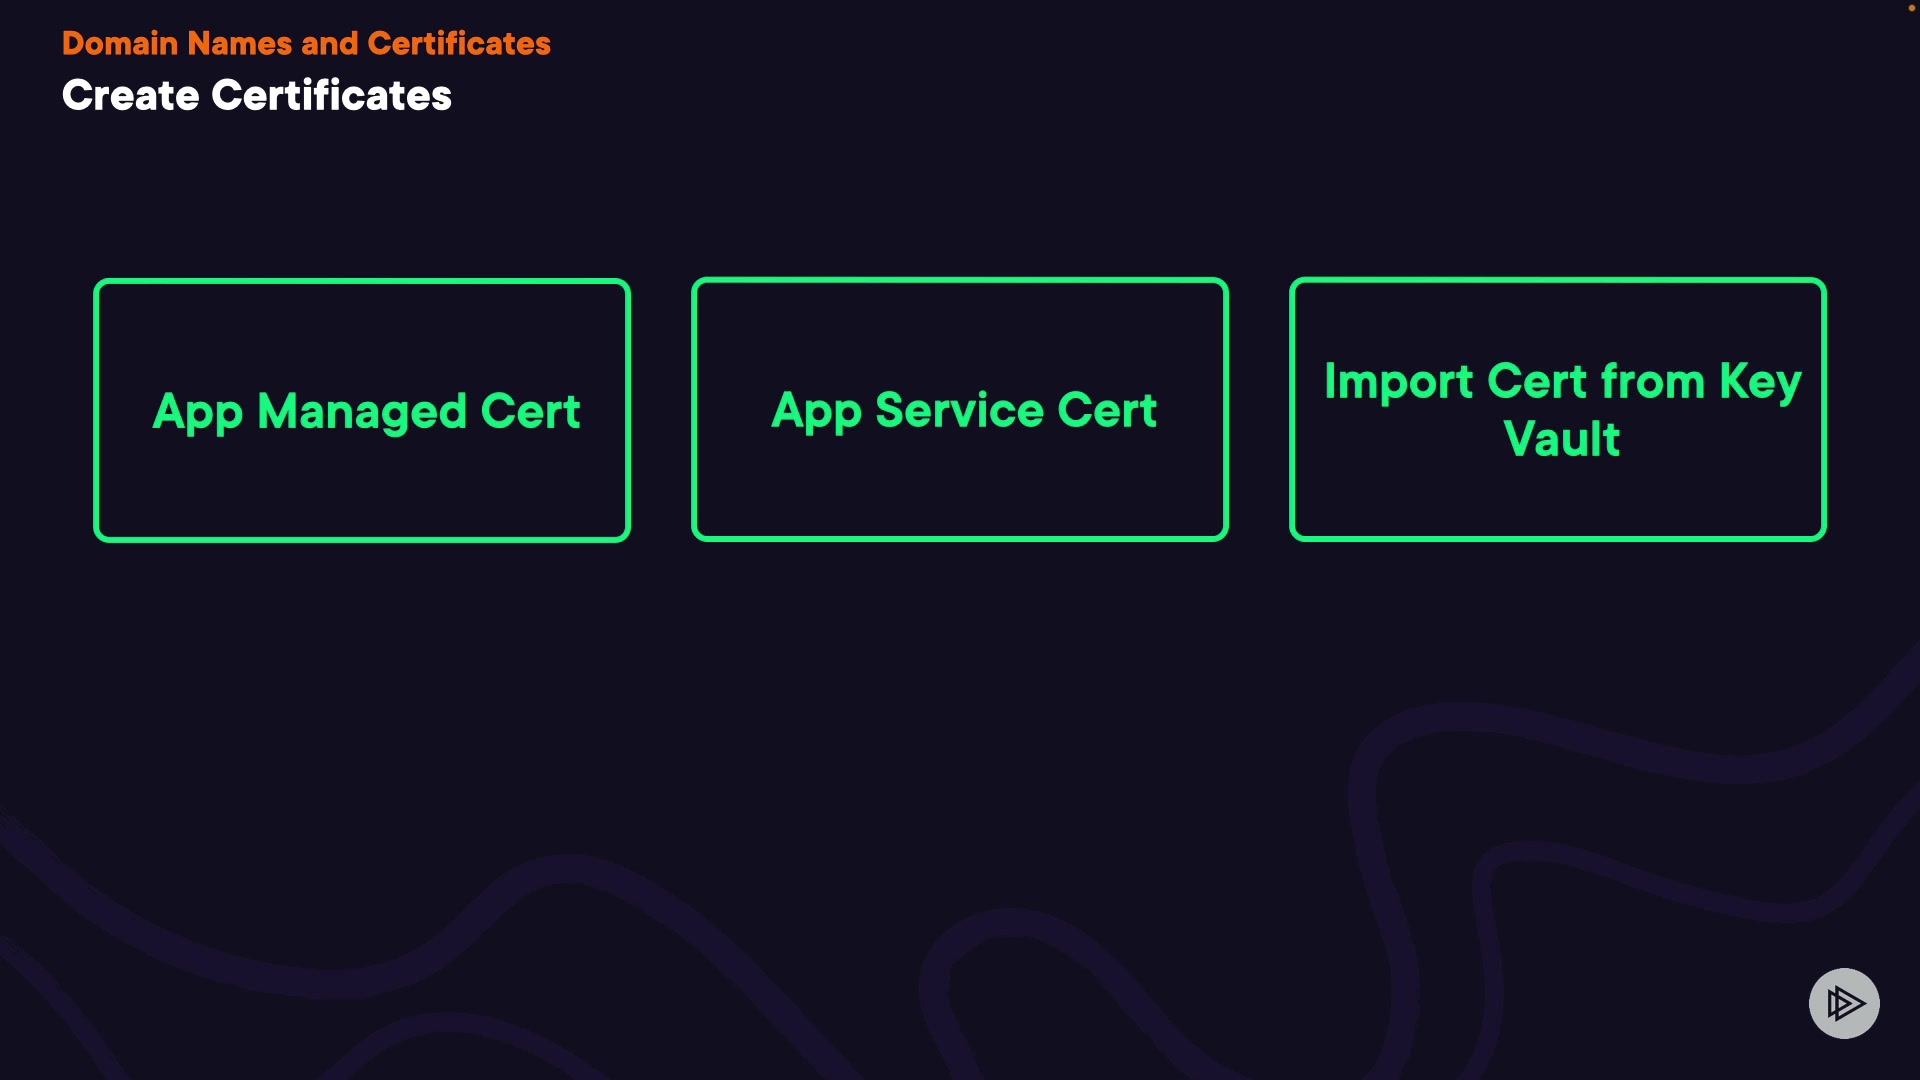 Domain Names and Certificates
Create Certificates
App Managed Cert
App Service Cert
Import Cert from Key
Vault